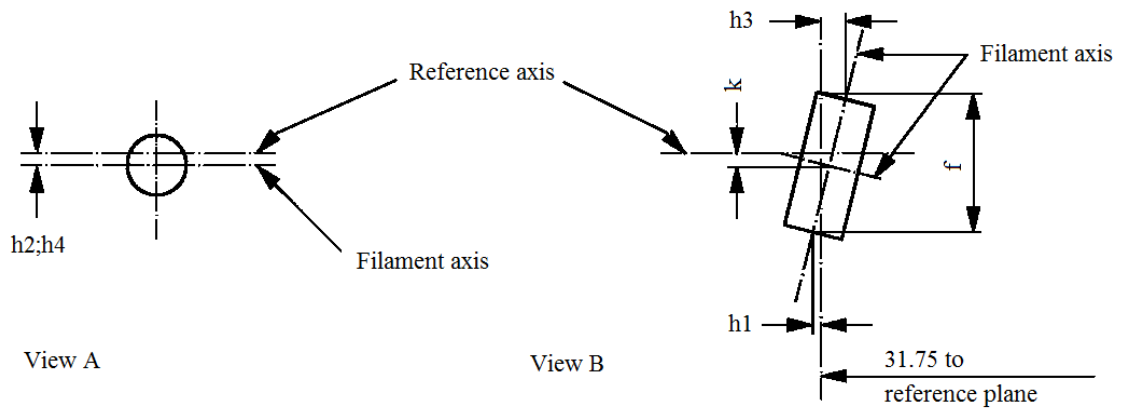 h3
Filament axis
Reference axis
k
f
h2;h4
Filament axis
h1
View A
View B
31.75 to
reference plane